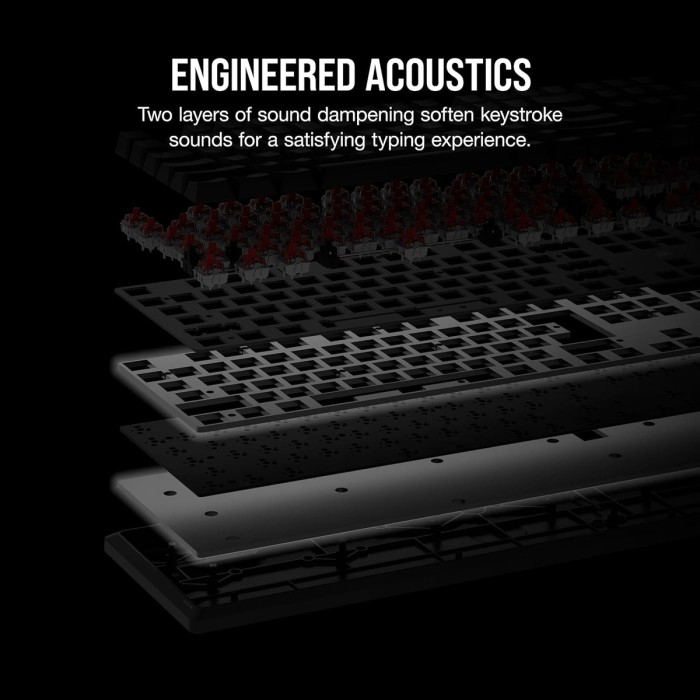 ENGINEERED ACOUSTICS
Two layers of sound dampening soften keystroke
sounds for a satisfying typing experience.